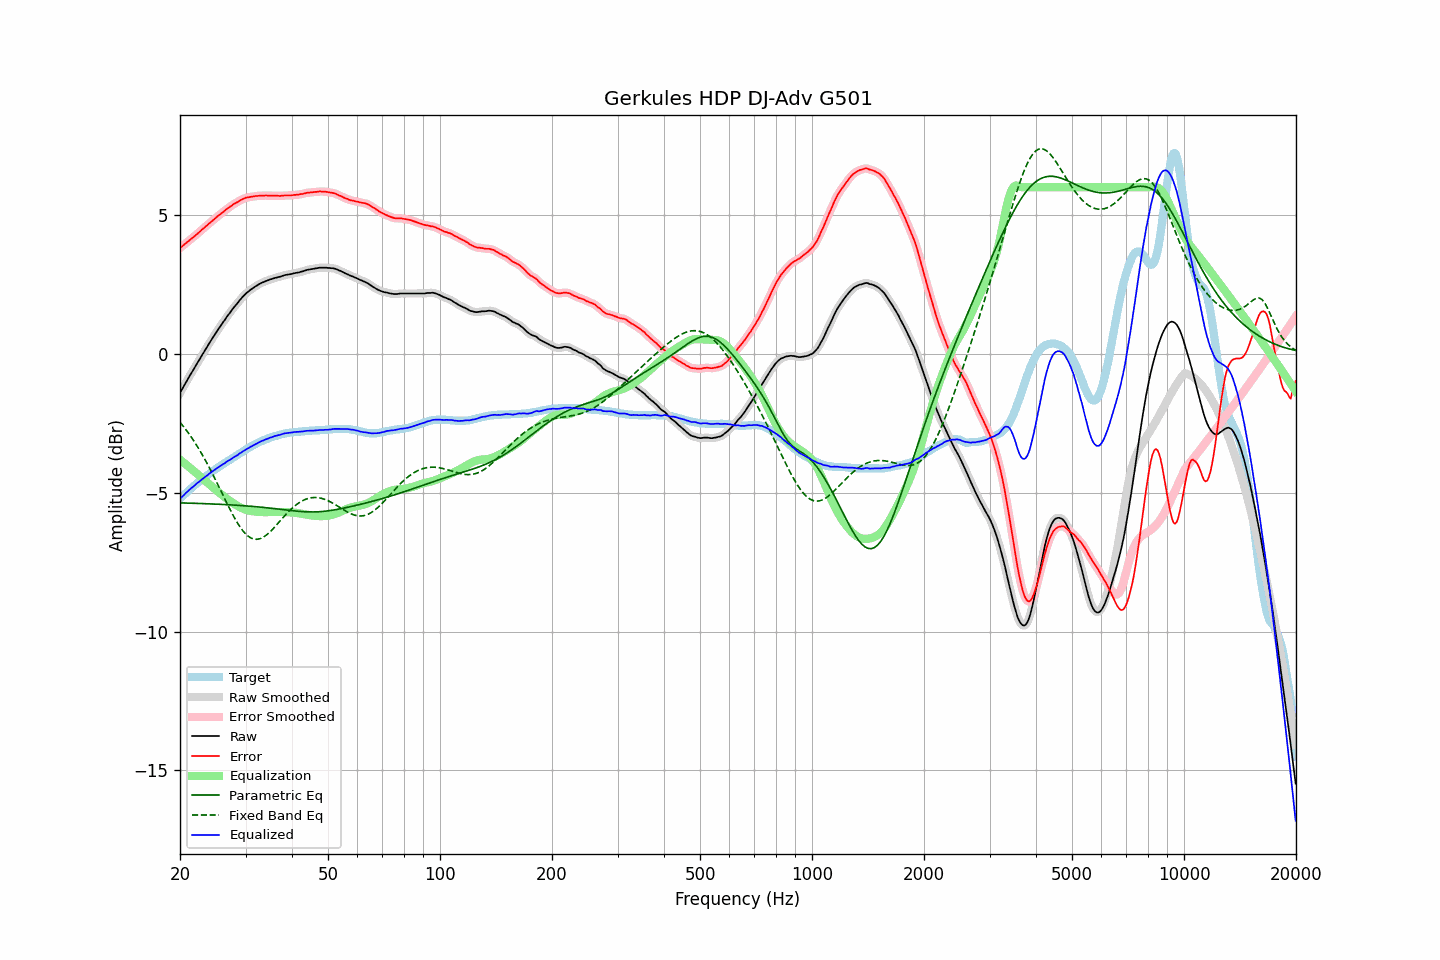 Gerkules HDP DJ-Adv G501
Amplitude (dBr)
5
0
−5
−10
−15
Target
Raw Smoothed
Error Smoothed
Raw
Error
Equalization
Parametric Eq
Fixed Band Eq
Equalized
20 50 100 200 500 1000 2000 5000 10000 20000
Frequency (Hz)